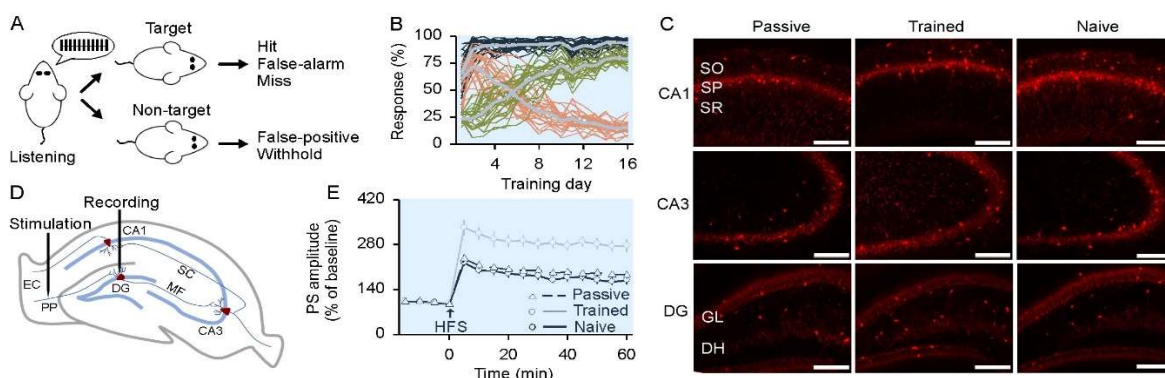 A
Target
Hit
False-alarm
Miss
Non-target
False-positive
Withhold
Listening
B
Response (%)
100
75
50
25
0
4
8
12
16
Training day
C
Passive
Trained
Naive
CA1
SO
SP
SR
CA3
DG
GL
DH
D
Recording
Stimulation
CA1
SC
EC
PP
DG
MF
CA3
E
PS amplitude
(% of baseline)
420
280
140
0
HFS
Passive
Trained
Naive
0
20
40
60
Time (min)